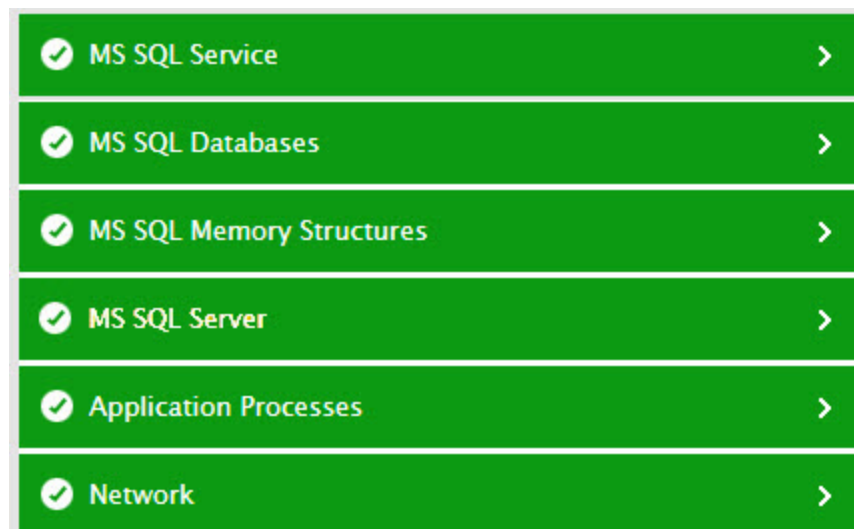 MS SQL Service
MS SQL Databases
MS SQL Memory Structures
MS SQL Server
Application Processes
Network